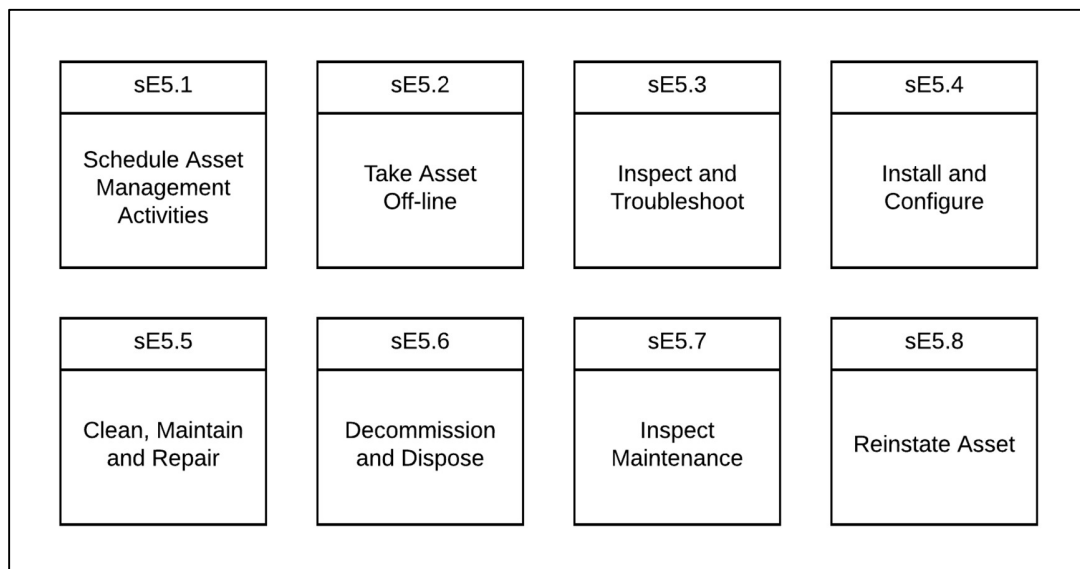 sE5.1
sE5.2
sE5.3
sE5.4
Schedule Asset
Management
Activities
Take Asset
Off-line
Inspect and
Troubleshoot
Install and
Configure
sE5.5
sE5.6
sE5.7
sE5.8
Clean, Maintain
and Repair
Decommission
and Dispose
Inspect
Maintenance
Reinstate Asset